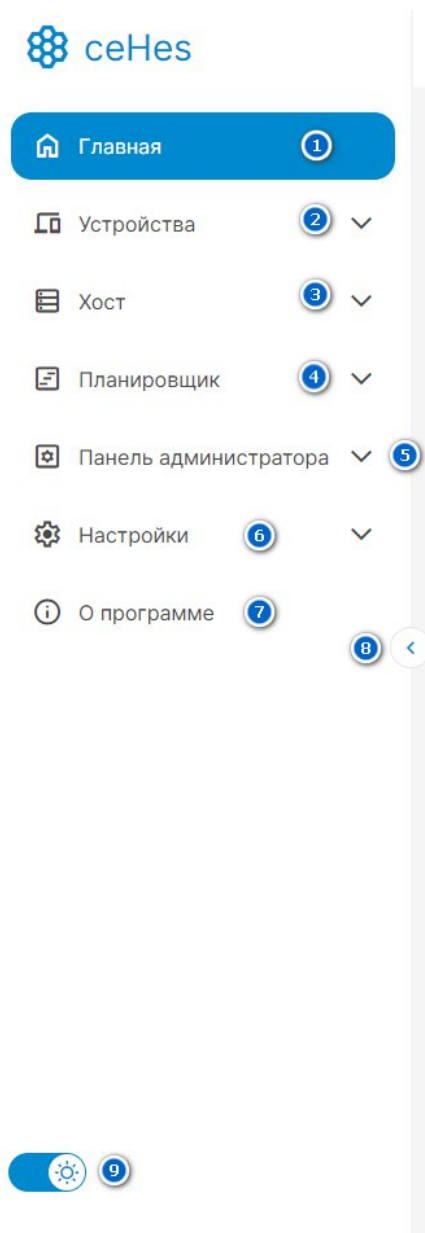 ceHes
Главная 1
Устройства 2
Хост 3
Планировщик 4
Панель администратора 5
Настройки 6
О программе 7
8
9